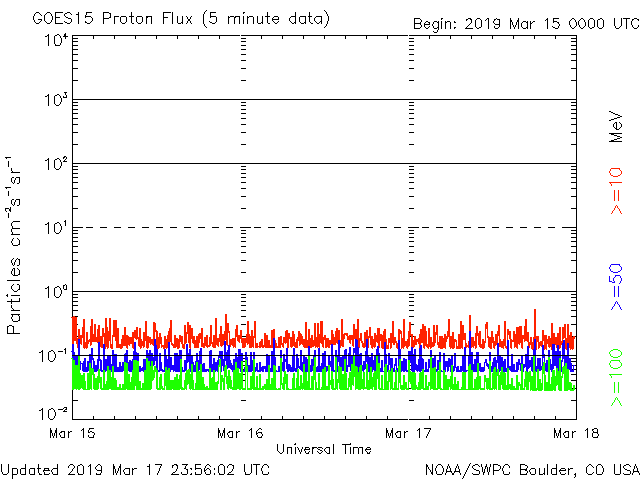 GOES15 Proton Flux (5 minute data)
Begin: 2019 Mar 15 0000 UTC
10⁴
10³
10²
10¹
10⁰
10⁻¹
10⁻²
Particles cm⁻²s⁻¹sr⁻¹
MeV
>=10
>=50
>=100
Mar 15
Mar 16
Mar 17
Mar 18
Universal Time
Updated 2019 Mar 17 23:56:02 UTC
NOAA/SWPC Boulder, CO USA